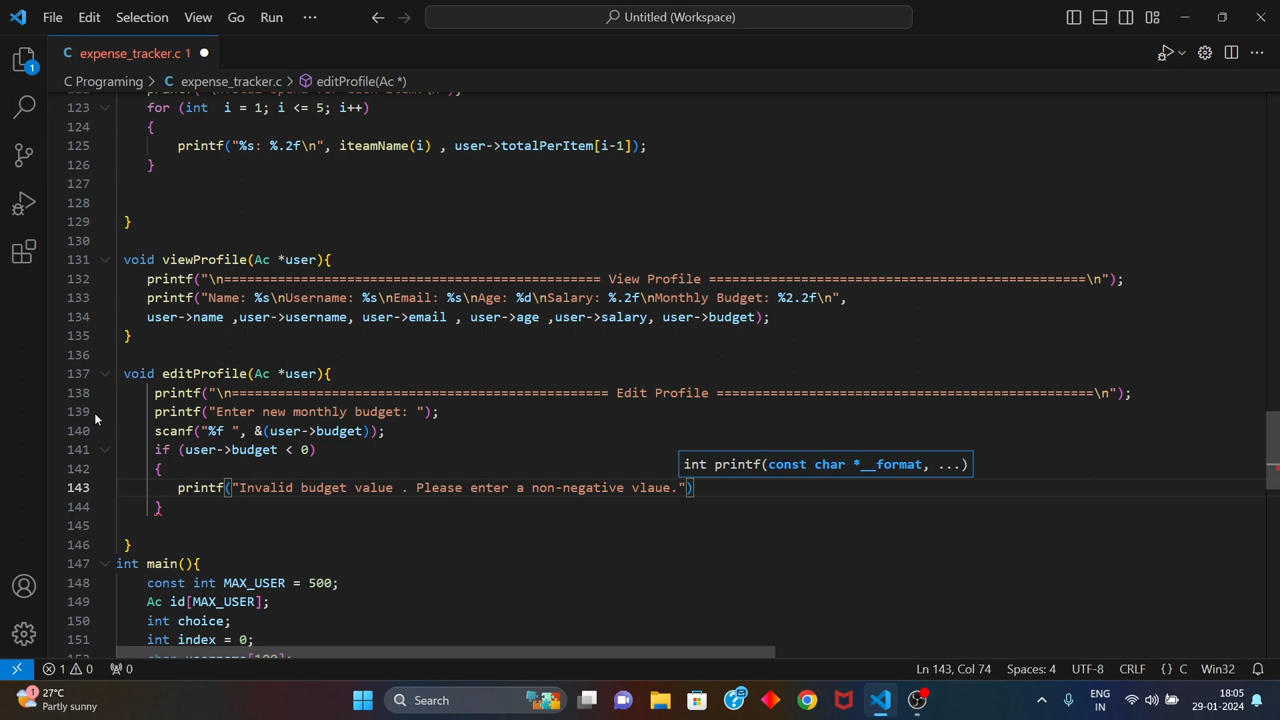 File Edit Selection View Go Run ··· Untitled (Workspace)
C expense_tracker.c 1
C Programing > C expense_tracker.c > editProfile(Ac *)
123 for (int  i = 1; i <= 5; i++)
124 {
125 printf("%s: %.2f\n", iteamName(i) , user->totalPerItem[i-1]);
126 }
127
128
129 }
130
131 void viewProfile(Ac *user){
132 printf("\n================================================ View Profile ================================================\n");
133 printf("Name: %s\nUsername: %s\nEmail: %s\nAge: %d\nSalary: %.2f\nMonthly Budget: %2.2f\n",
134 user->name ,user->username, user->email , user->age ,user->salary, user->budget);
135 }
136
137 void editProfile(Ac *user){
138 printf("\n================================================ Edit Profile ================================================\n");
139 printf("Enter new monthly budget: ");
140 scanf("%f ", &(user->budget));
141 if (user->budget < 0)
142 {
int printf(const char *__format, ...)
143 printf("Invalid budget value . Please enter a non-negative vlaue.")
144 }
145
146 }
147 int main(){
148 const int MAX_USER = 500;
149 Ac id[MAX_USER];
150 int choice;
151 int index = 0;
1 0 0 Ln 143, Col 74 Spaces: 4 UTF-8 CRLF {} C Win32
27°C
Partly sunny
Search
ENG
IN
18:05
29-01-2024